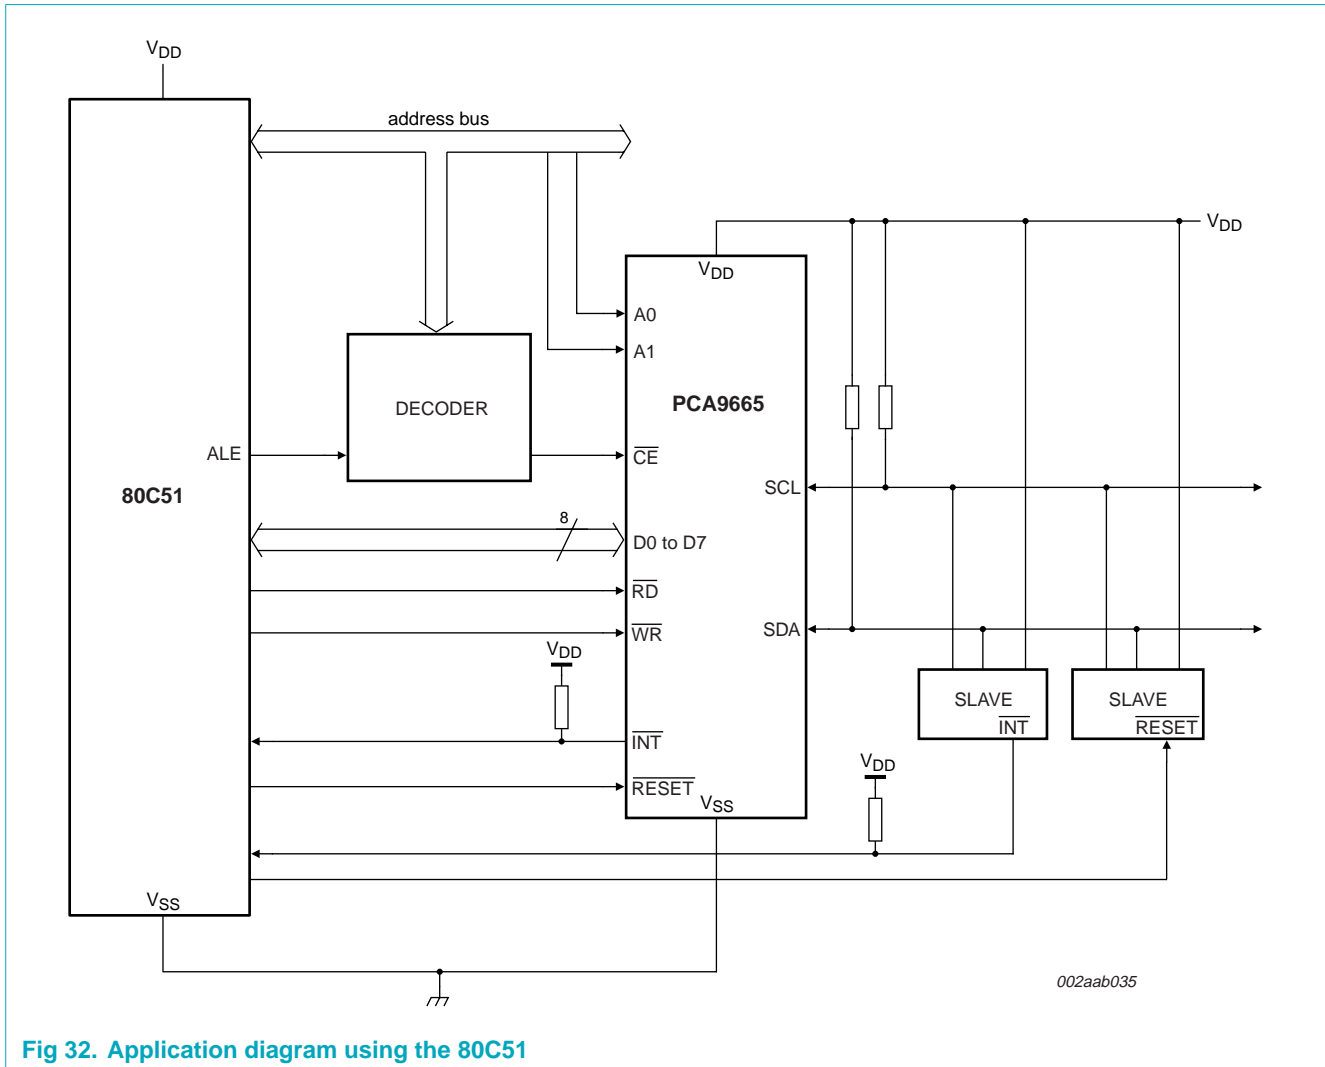 VDD
address bus
VDD
VDD
A0
A1
DECODER
PCA9665
ALE
CE
80C51
SCL
8
D0 to D7
RD
WR
SDA
VDD
SLAVE
INT
SLAVE
RESET
INT
VDD
RESET
VSS
VSS
002aab035
Fig 32. Application diagram using the 80C51